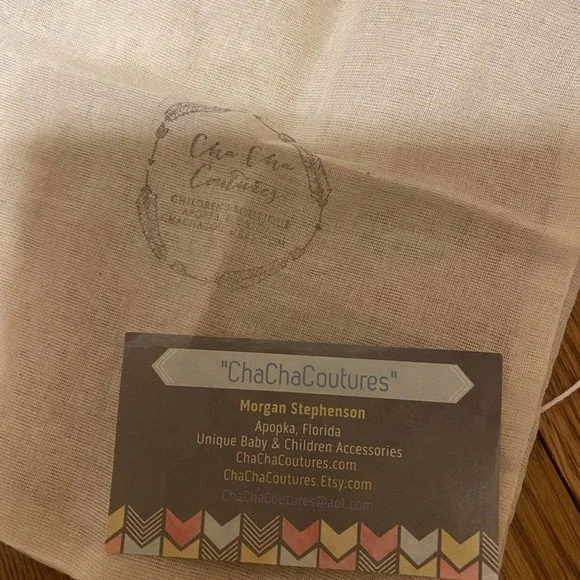 Cha Cha
Coutures
CHILDREN'S BOUTIQUE
APOPKA,
"ChaChaCoutures"
Morgan Stephenson
Apopka, Florida
Unique Baby & Children Accessories
ChaChaCoutures.com
ChaChaCoutures.Etsy.com
ChaChaCoutures@aol.com